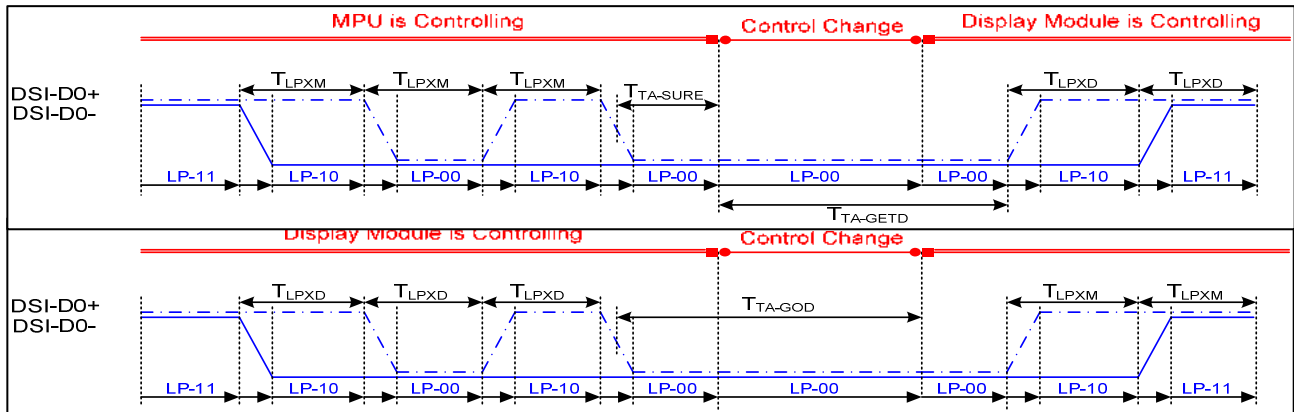 MPU is Controlling Control Change Display Module is Controlling
TLPXM TLPXM TLPXM TTA-SURE TLPXD TLPXD
DSI-D0+
DSI-D0-
LP-11 LP-10 LP-00 LP-10 LP-00 LP-00 LP-00 LP-10 LP-11
TTA-GETD
Display Module is Controlling Control Change
TLPXD TLPXD TLPXD TTA-GOD TLPXM TLPXM
DSI-D0+
DSI-D0-
LP-11 LP-10 LP-00 LP-10 LP-00 LP-00 LP-00 LP-10 LP-11